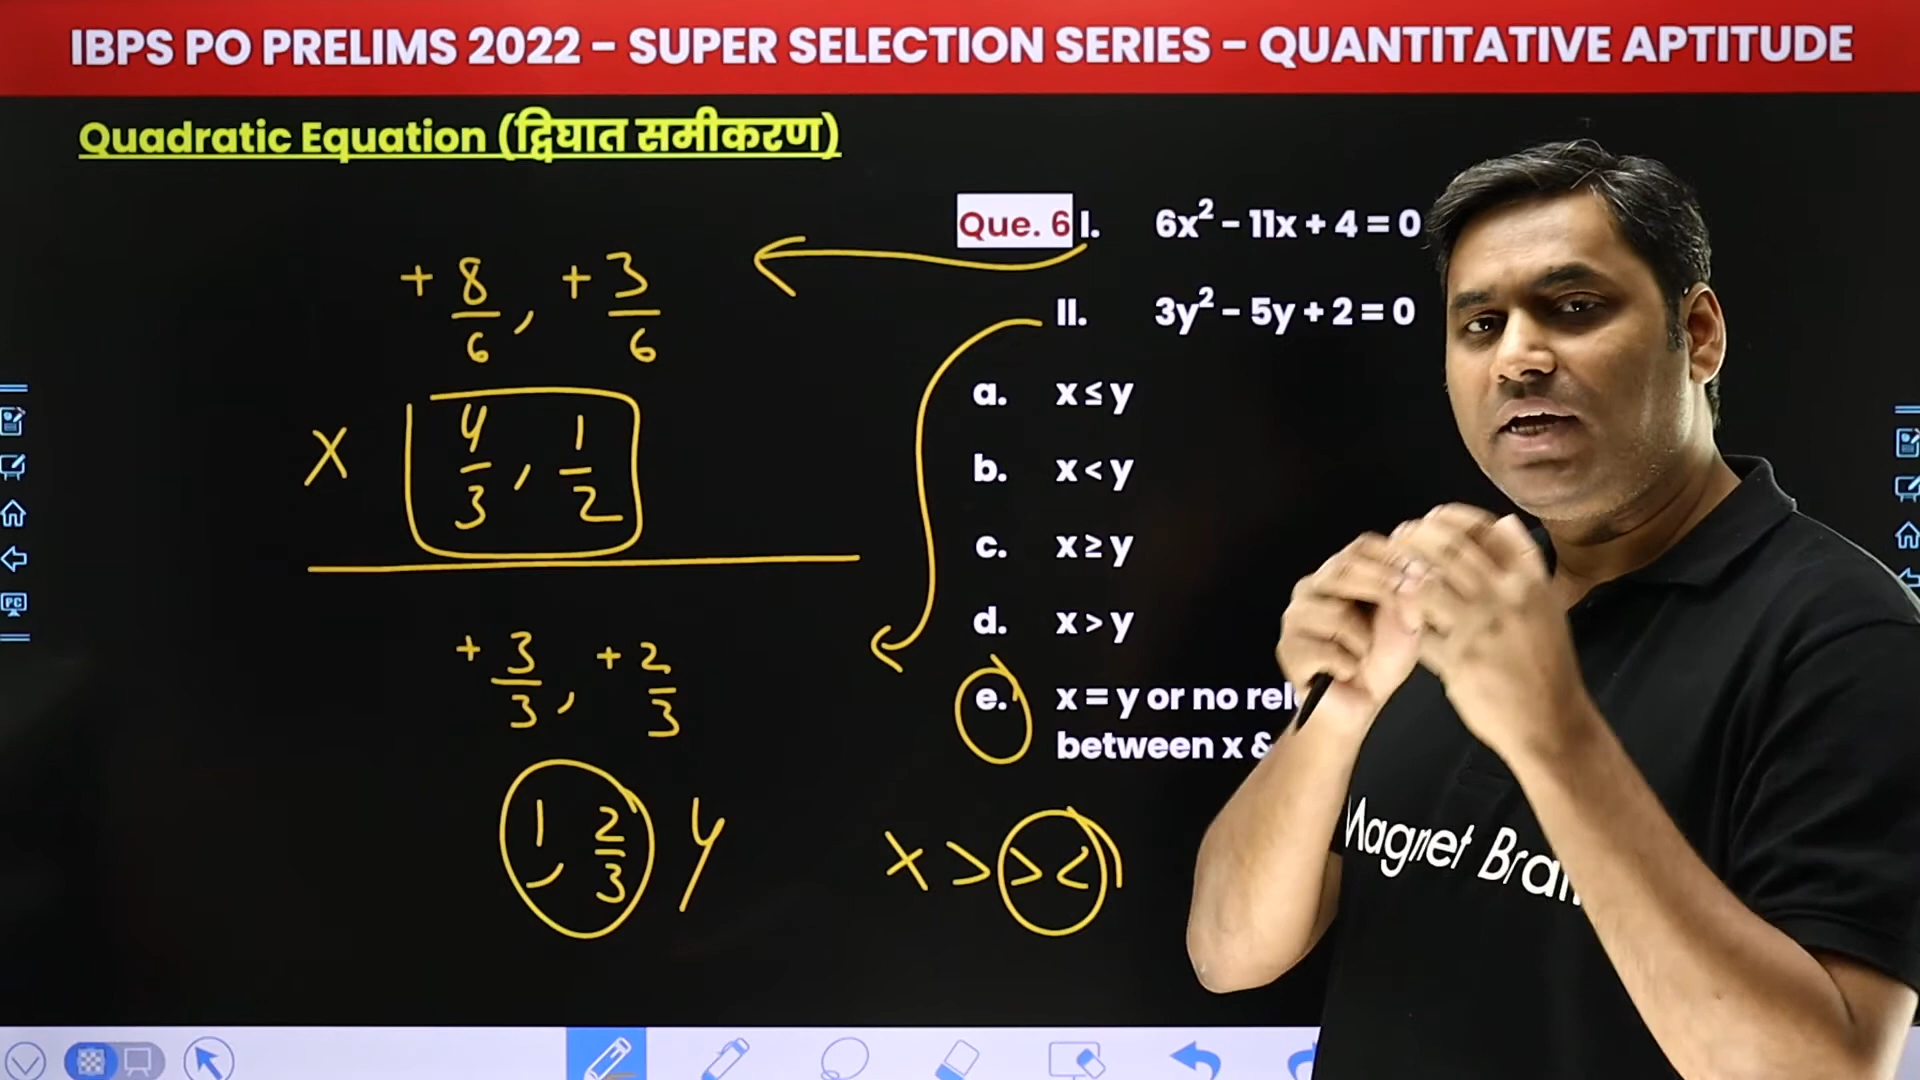 IBPS PO PRELIMS 2022 - SUPER SELECTION SERIES - QUANTITATIVE APTITUDE
Quadratic Equation (द्विघात समीकरण)
Que. 6 I. 6x² - 11x + 4 = 0
II. 3y² - 5y + 2 = 0
a. x ≤ y
b. x < y
c. x ≥ y
d. x > y
e. x = y or no
between x &
+ 8/6, + 3/6
x 4/3, 1/2
+ 3/3, + 2/3
1, 2/3 y
x > > <
Magnet
PC